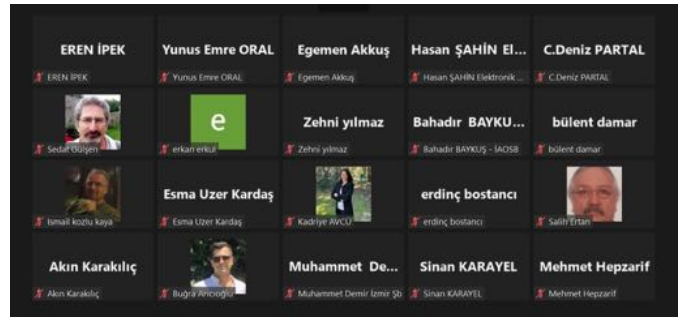 EREN İPEK
Yunus Emre ORAL
Egemen Akkuş
Hasan ŞAHİN El...
C.Deniz PARTAL
EREN İPEK
Yunus Emre ORAL
Egemen Akkuş
Hasan ŞAHİN Elektronik ...
C.Deniz PARTAL
e
Zehni yılmaz
Bahadır BAYKU...
bülent damar
Sedat Gülşen
erkan erkul
Zehni yılmaz
Bahadır BAYKUŞ - İAOSB
bülent damar
Esma Uzer Kardaş
erdinç bostancı
Ismail kozlu kaya
Esma Uzer Kardaş
Kadriye AVCÜ
erdinç bostancı
Salih Ertan
Akın Karakılıç
Muhammet De...
Sinan KARAYEL
Mehmet Hepzarif
Akın Karakılıç
Buğra Arıcıoğlu
Muhammet Demir İzmir Şb
Sinan KARAYEL
Mehmet Hepzarif